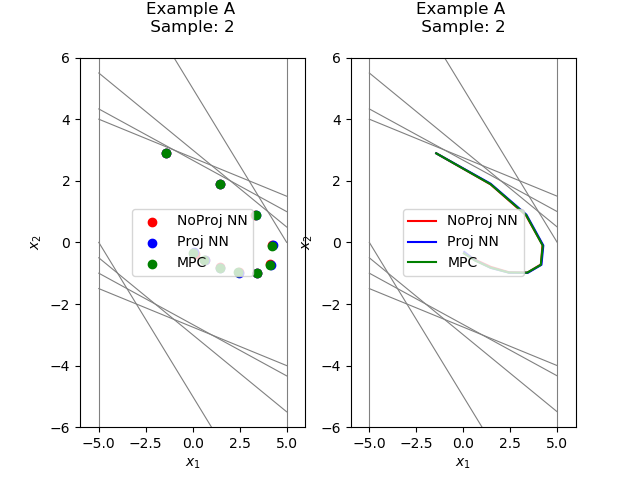 Example A
Sample: 2
6
4
2
0
−2
−4
−6
x2
−5.0
−2.5
0.0
2.5
5.0
x1
NoProj NN
Proj NN
MPC
Example A
Sample: 2
6
4
2
0
−2
−4
−6
x2
−5.0
−2.5
0.0
2.5
5.0
x1
NoProj NN
Proj NN
MPC